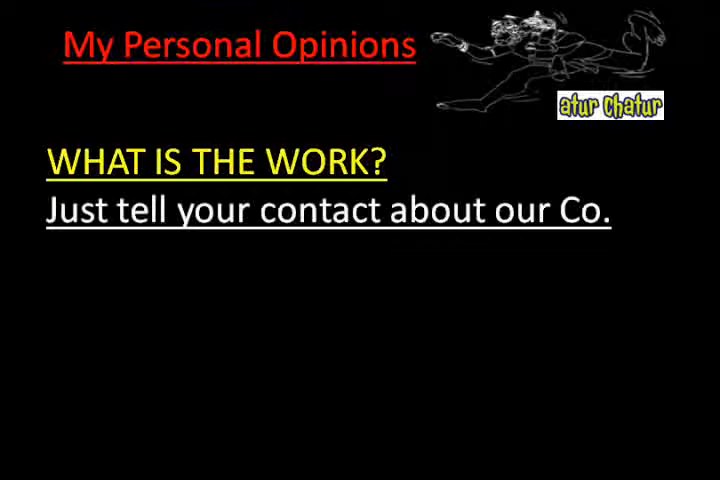 My Personal Opinions
atur chatur
WHAT IS THE WORK?
Just tell your contact about our Co.